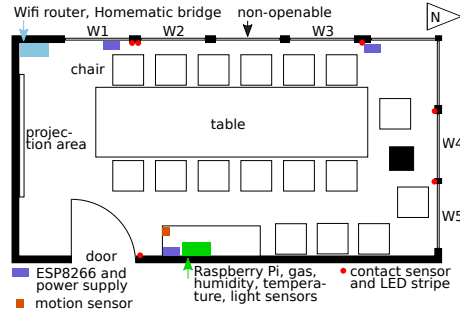 Wifi router, Homematic bridge
non-openable
N
W1
W2
W3
chair
table
projec-
tion area
W4
W5
door
ESP8266 and
power supply
motion sensor
Raspberry Pi, gas,
humidity, tempera-
ture, light sensors
contact sensor
and LED stripe